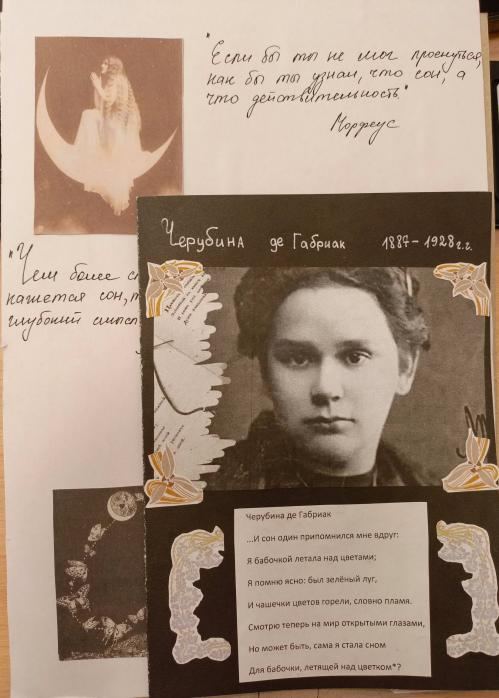 "Если бы ты не мог проснуться,
как бы ты узнал, что сон, а
что действительность"
Морфеус
"Чем более
кажется сон,
глубокий смысл
Черубина де Габриак 1887-1928 г.г.
Черубина де Габриак
...И сон один припомнился мне вдруг:
Я бабочкой летала над цветами;
Я помню ясно: был зелёный луг,
И чашечки цветов горели, словно пламя.
Смотрю теперь на мир открытыми глазами,
Но может быть, сама я стала сном
Для бабочки, летящей над цветком*?